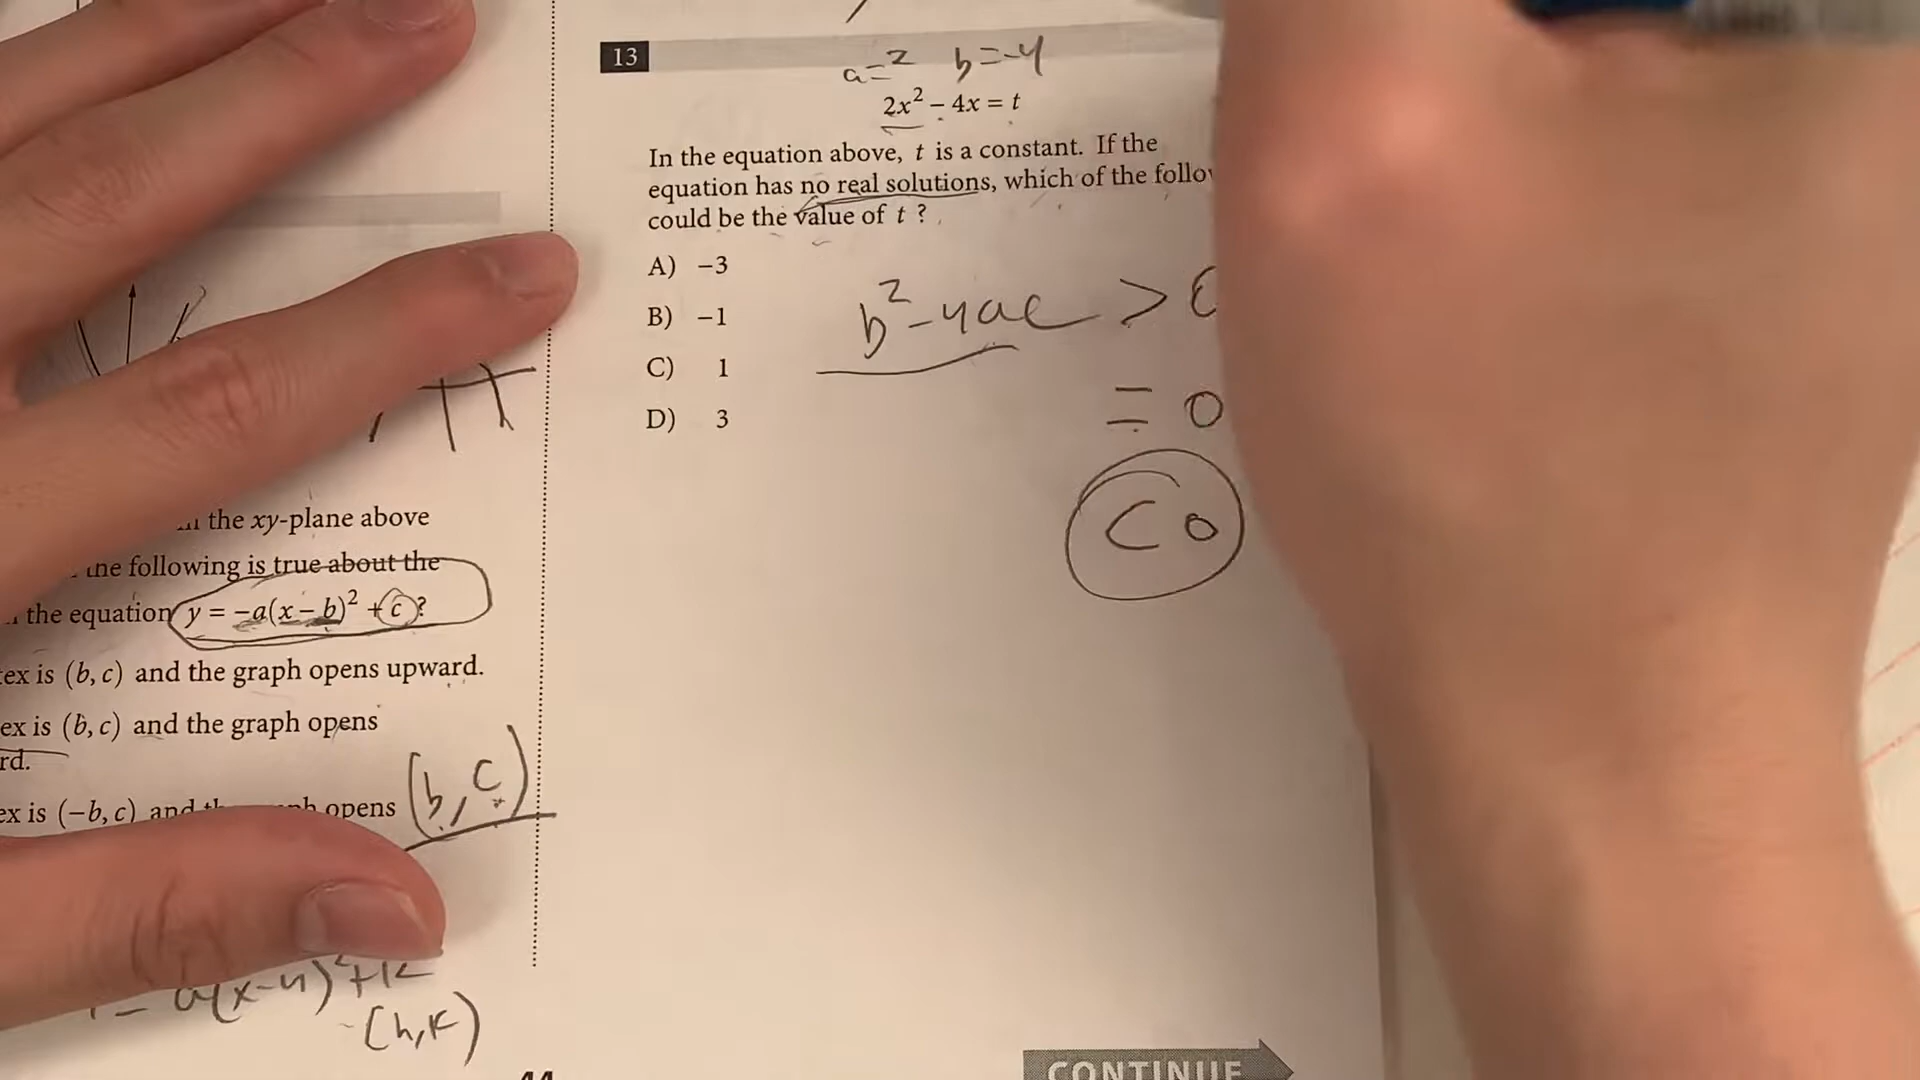 ... the xy-plane above
the following is true about the
the equation y = −a(x − b)² + c?
ex is (b, c) and the graph opens upward.
ex is (b, c) and the graph opens
rd.
ex is (−b, c) and opens
(b, c)
a(x-h)²+k
(h,k)
13
a=2 b=-4
2x² − 4x = t
In the equation above, t is a constant. If the
equation has no real solutions, which of the follo
could be the value of t ?
A) −3
B) −1
C) 1
D) 3
b²-4ac >
= 0
< 0
CONTINUE